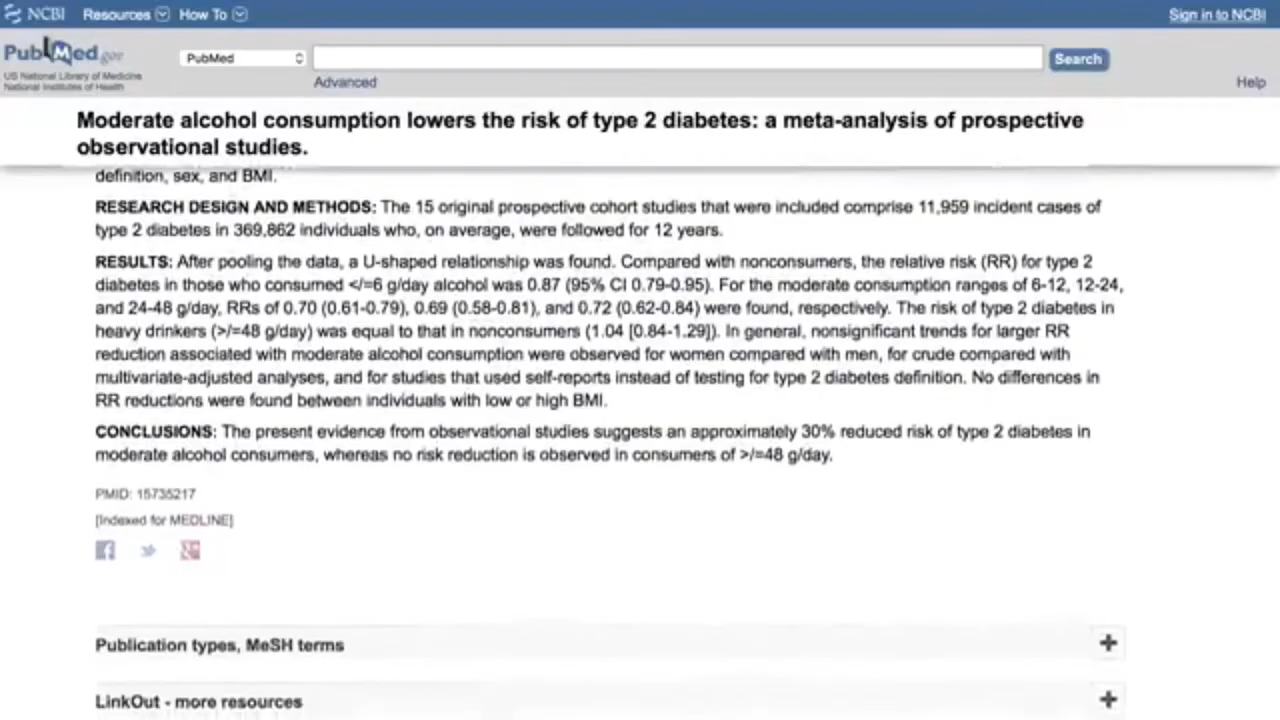 NCBI Resources How To Sign in to NCBI
PubMed.gov
US National Library of Medicine
National Institutes of Health
PubMed
Search
Advanced
Help
Moderate alcohol consumption lowers the risk of type 2 diabetes: a meta-analysis of prospective
observational studies.
definition, sex, and BMI.
RESEARCH DESIGN AND METHODS: The 15 original prospective cohort studies that were included comprise 11,959 incident cases of
type 2 diabetes in 369,862 individuals who, on average, were followed for 12 years.
RESULTS: After pooling the data, a U-shaped relationship was found. Compared with nonconsumers, the relative risk (RR) for type 2
diabetes in those who consumed </=6 g/day alcohol was 0.87 (95% CI 0.79-0.95). For the moderate consumption ranges of 6-12, 12-24,
and 24-48 g/day, RRs of 0.70 (0.61-0.79), 0.69 (0.58-0.81), and 0.72 (0.62-0.84) were found, respectively. The risk of type 2 diabetes in
heavy drinkers (>/=48 g/day) was equal to that in nonconsumers (1.04 [0.84-1.29]). In general, nonsignificant trends for larger RR
reduction associated with moderate alcohol consumption were observed for women compared with men, for crude compared with
multivariate-adjusted analyses, and for studies that used self-reports instead of testing for type 2 diabetes definition. No differences in
RR reductions were found between individuals with low or high BMI.
CONCLUSIONS: The present evidence from observational studies suggests an approximately 30% reduced risk of type 2 diabetes in
moderate alcohol consumers, whereas no risk reduction is observed in consumers of >/=48 g/day.
PMID: 15735217
[Indexed for MEDLINE]
Publication types, MeSH terms
LinkOut - more resources